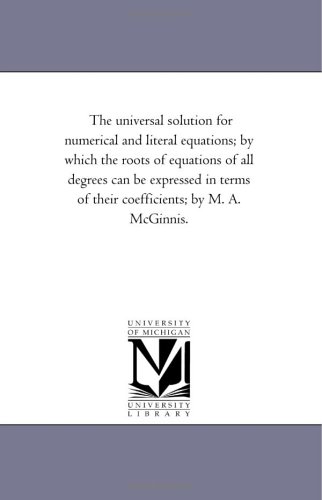 The universal solution for
numerical and literal equations; by
which the roots of equations of all
degrees can be expressed in terms
of their coefficients; by M. A.
McGinnis.
UNIVERSITY
OF MICHIGAN
UNIVERSITY
LIBRARY